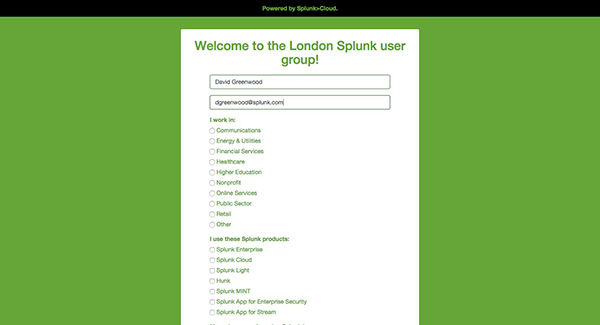 Powered by Splunk>Cloud.
Welcome to the London Splunk user
group!
David Greenwood
dgreenwood@splunk.com
I work in:
Communications
Energy & Utilities
Financial Services
Healthcare
Higher Education
Nonprofit
Online Services
Public Sector
Retail
Other
I use these Splunk products:
Splunk Enterprise
Splunk Cloud
Splunk Light
Hunk
Splunk MINT
Splunk App for Enterprise Security
Splunk App for Stream